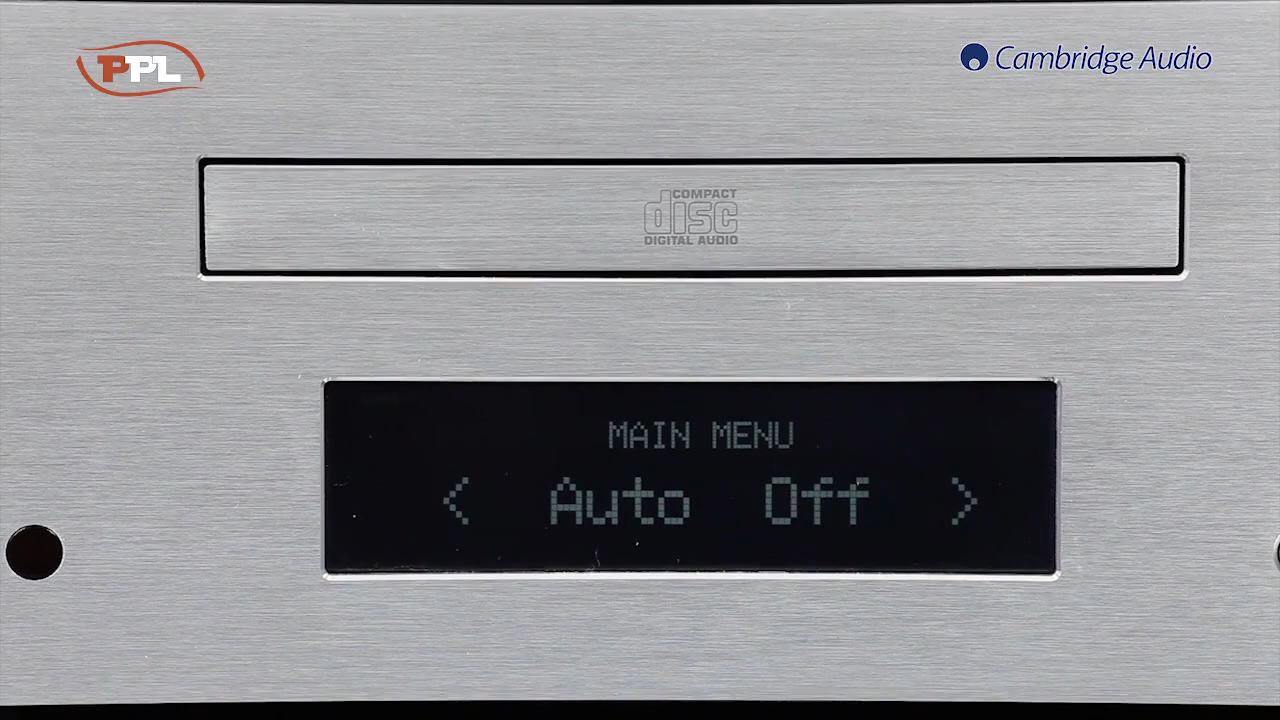 PPL
Cambridge Audio
COMPACT
disc
DIGITAL AUDIO
MAIN MENU
< Auto Off >